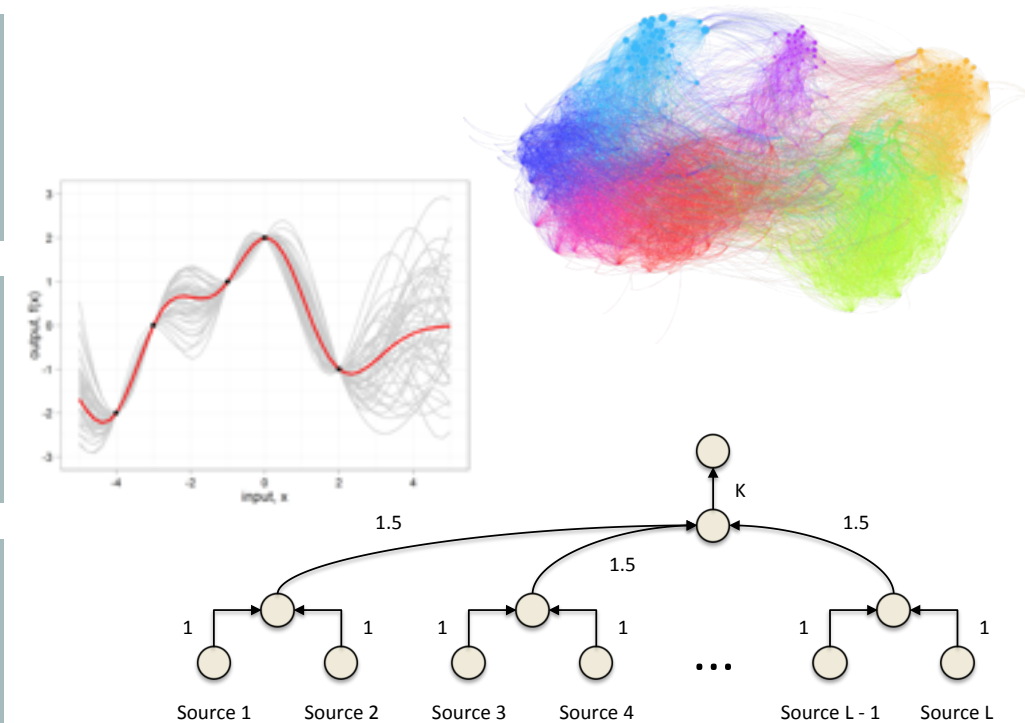 3
2
1
0
-1
-2
-3
output, f(x)
-4
-2
0
2
4
input, x
K
1.5
1.5
1.5
1
1
1
1
1
1
...
Source 1
Source 2
Source 3
Source 4
Source L - 1
Source L